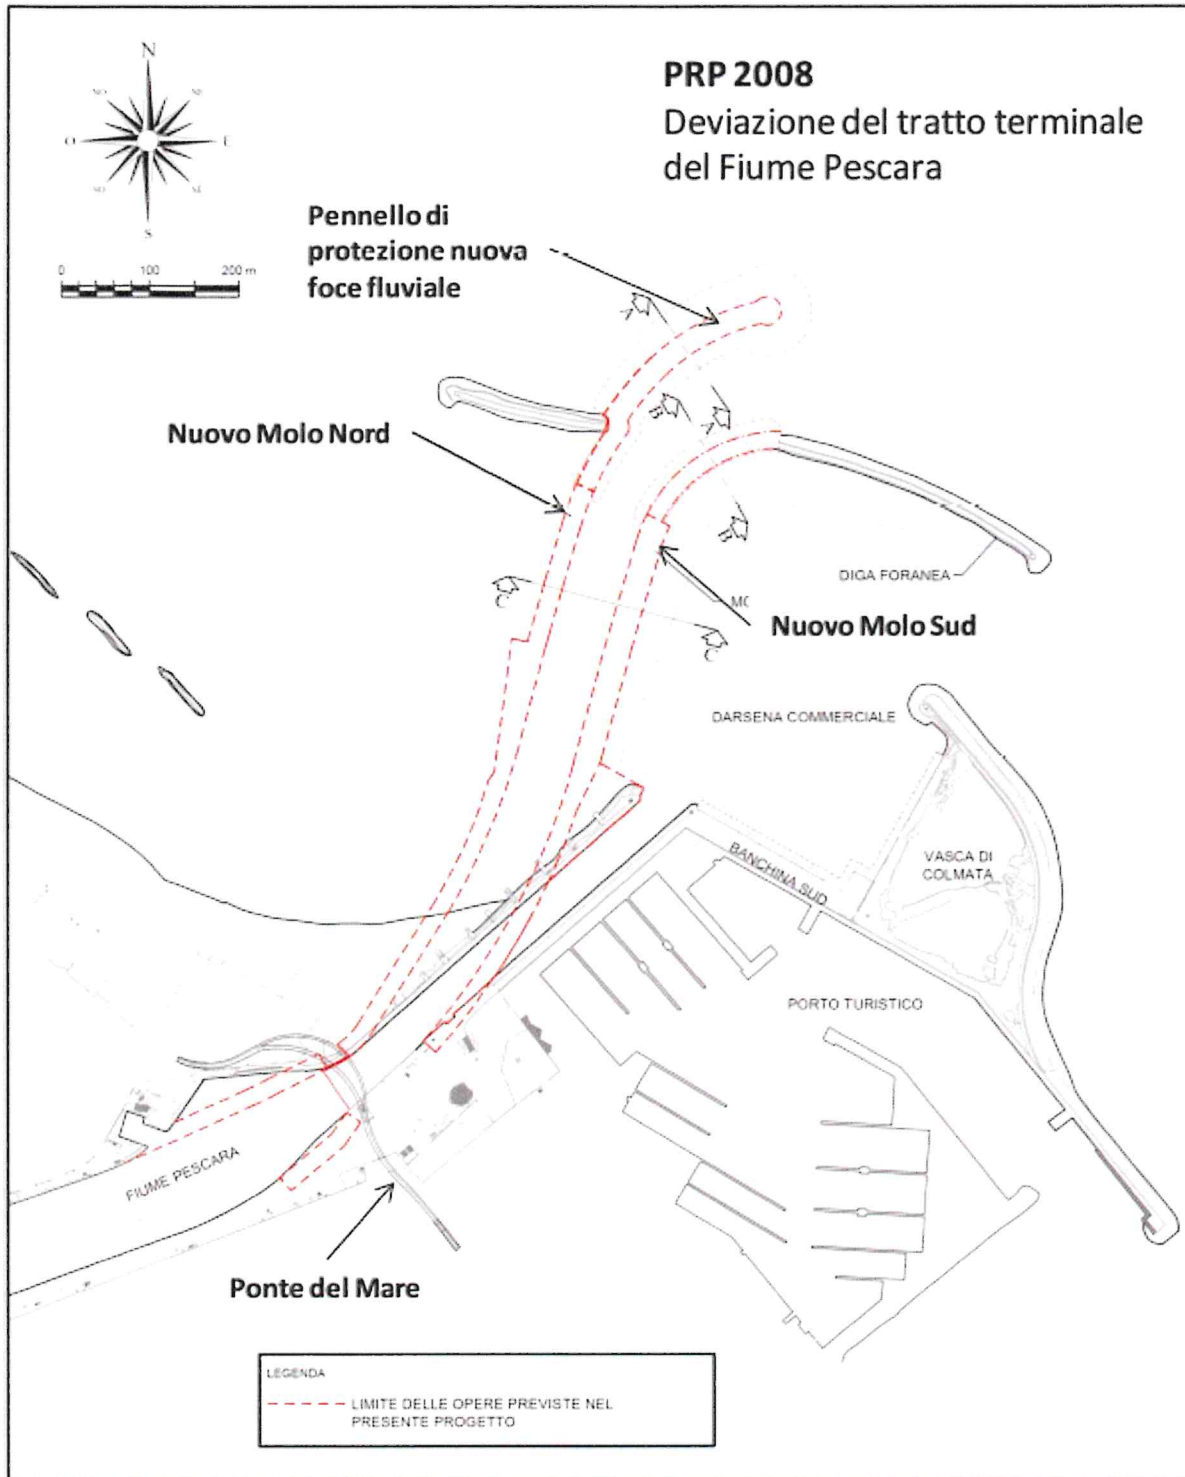 PRP 2008
Deviazione del tratto terminale
del Fiume Pescara
N
O
E
S
0 100 200 m
Pennello di
protezione nuova
foce fluviale
Nuovo Molo Nord
DIGA FORANEA
MO
Nuovo Molo Sud
DARSENA COMMERCIALE
BANCHINA SUD
VASCA DI
COLMATA
PORTO TURISTICO
FIUME PESCARA
Ponte del Mare
LEGENDA
LIMITE DELLE OPERE PREVISTE NEL
PRESENTE PROGETTO